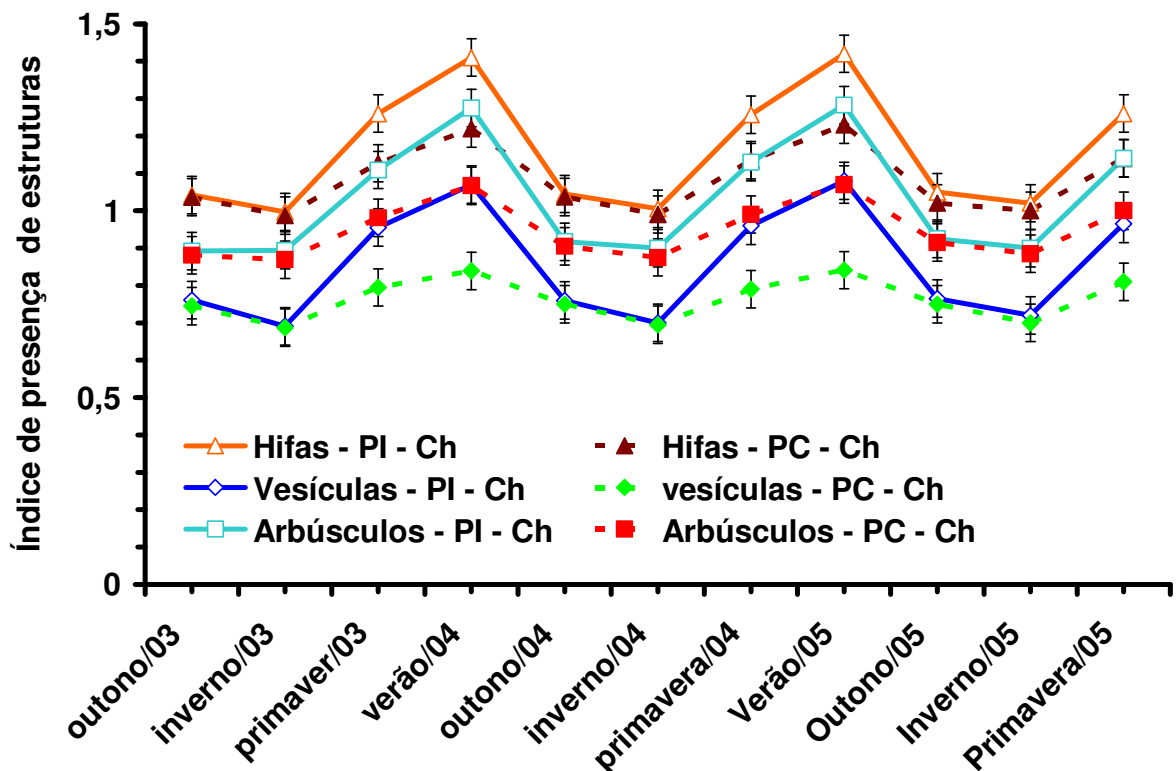 Índice de presença de estruturas
1,5
1
0,5
0
Hifas - PI - Ch
Hifas - PC - Ch
Vesículas - PI - Ch
vesículas - PC - Ch
Arbúsculos - PI - Ch
Arbúsculos - PC - Ch
outono/03
inverno/03
primaver/03
verão/04
outono/04
inverno/04
primavera/04
Verão/05
Outono/05
Inverno/05
Primavera/05